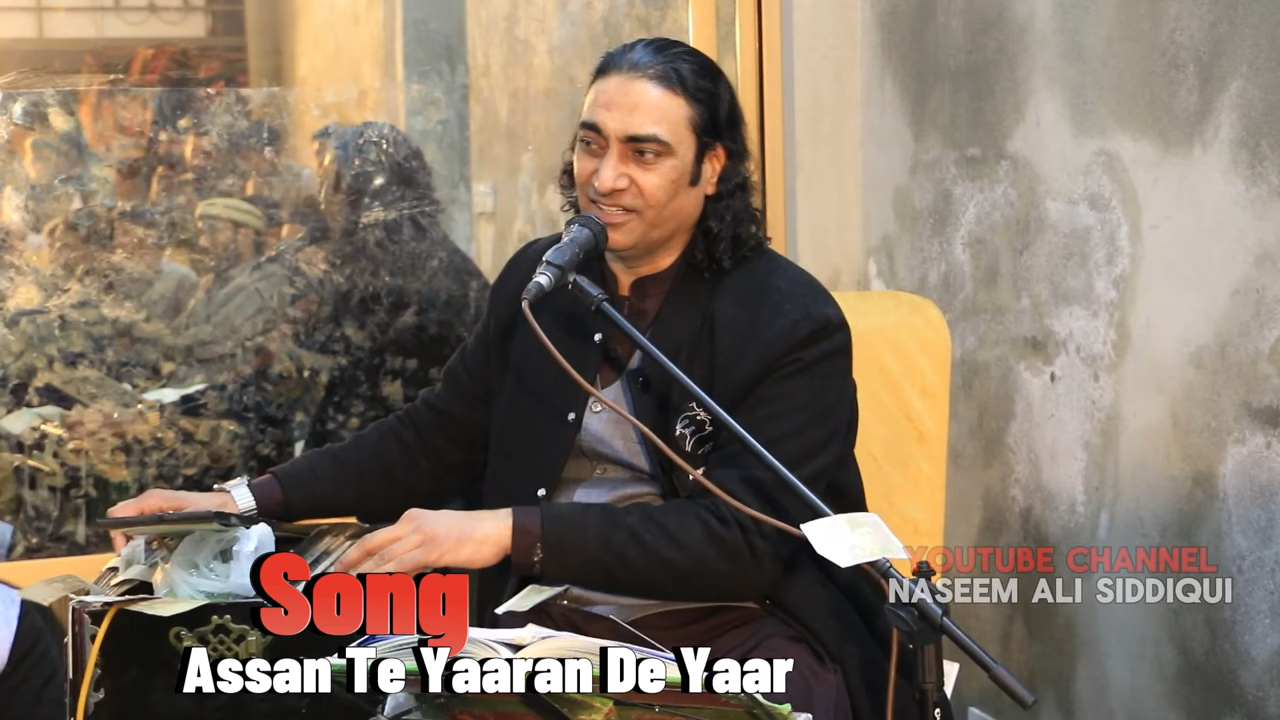 YOUTUBE CHANNEL
NASEEM ALI SIDDIQUI
Song
Assan Te Yaaran De Yaar